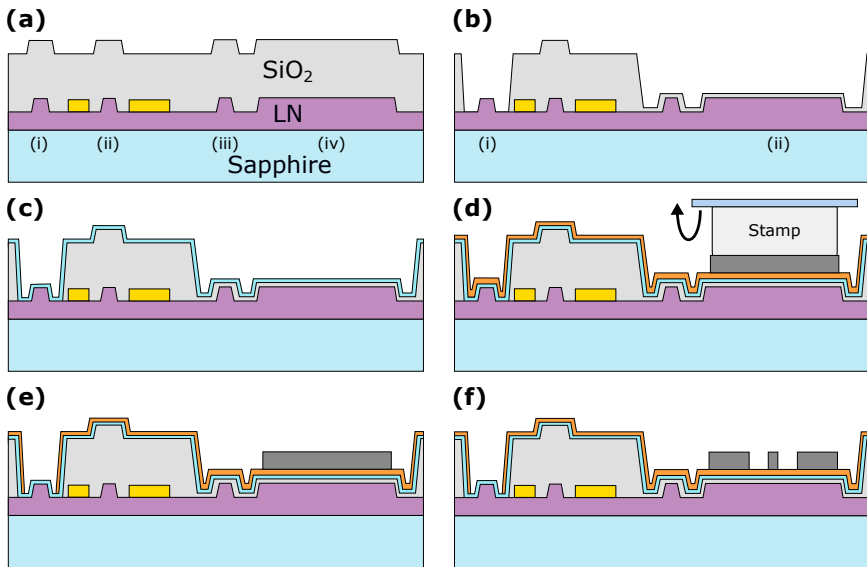 (a)
SiO₂
LN
(i) (ii) (iii) (iv)
Sapphire
(b)
(i) (ii)
(c)
(d)
Stamp
(e)
(f)